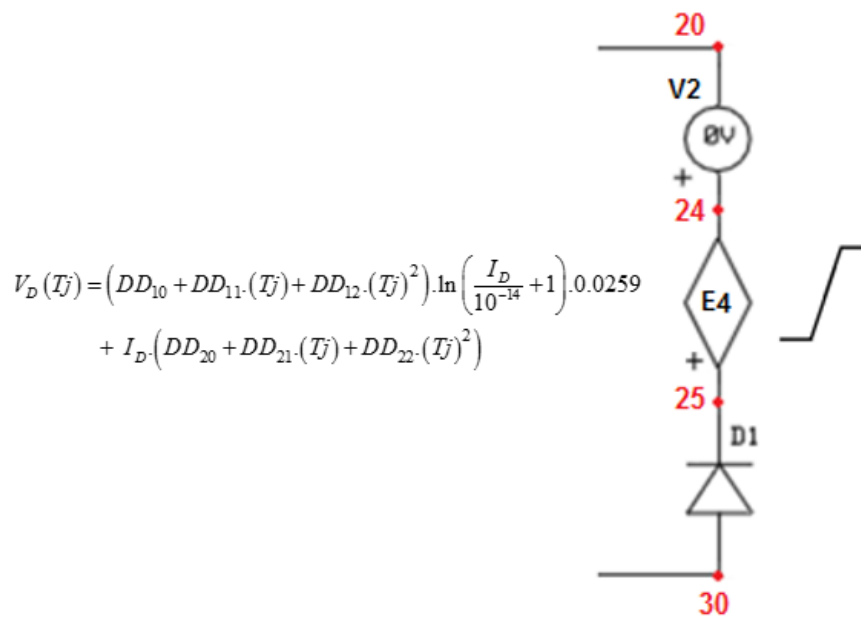 20
V2
0V
+
24
V_D (Tj) = (DD_10 + DD_11.(Tj) + DD_12.(Tj)^2).ln(I_D/10^-14 + 1).0.0259
E4
+ I_D.(DD_20 + DD_21.(Tj) + DD_22.(Tj)^2)
+
25
D1
30